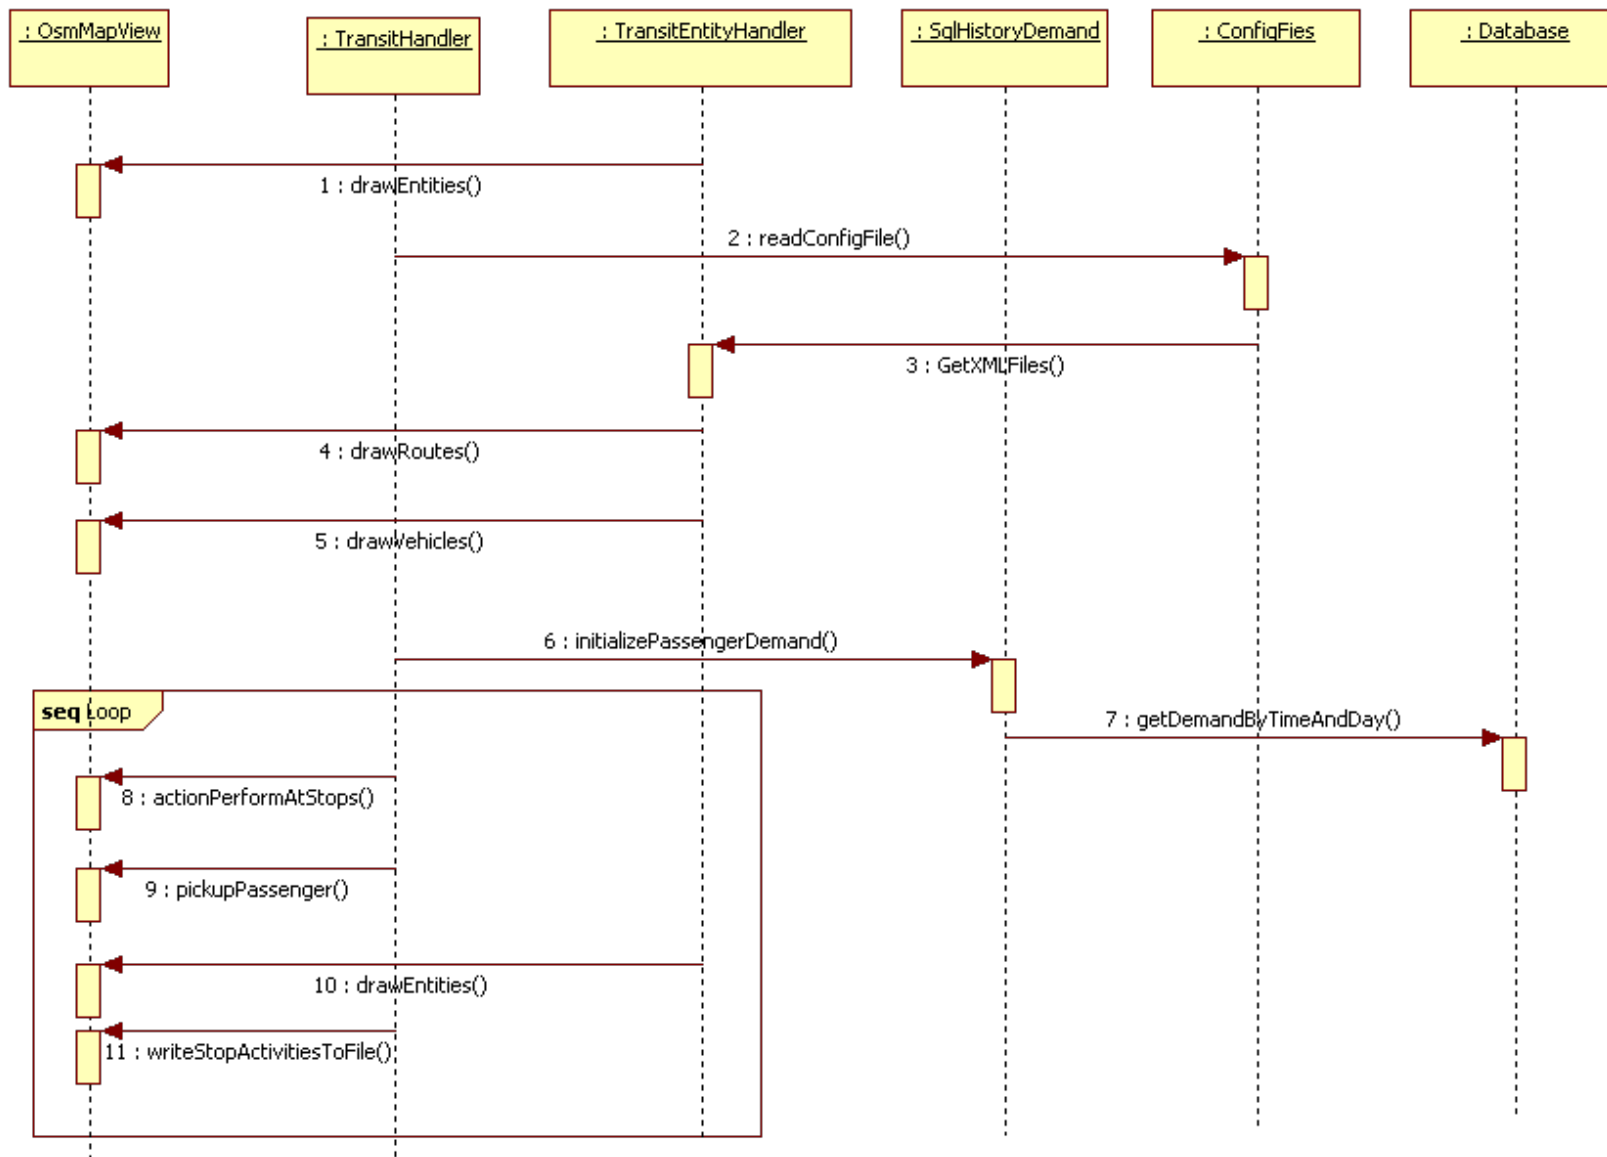 : OsmMapView
: TransitHandler
: TransitEntityHandler
: SqlHistoryDemand
: ConfigFies
: Database
1 : drawEntities()
2 : readConfigFile()
3 : GetXMLFiles()
4 : drawRoutes()
5 : drawVehicles()
6 : initializePassengerDemand()
seq Loop
7 : getDemandByTimeAndDay()
8 : actionPerformAtStops()
9 : pickupPassenger()
10 : drawEntities()
11 : writeStopActivitiesToFile()